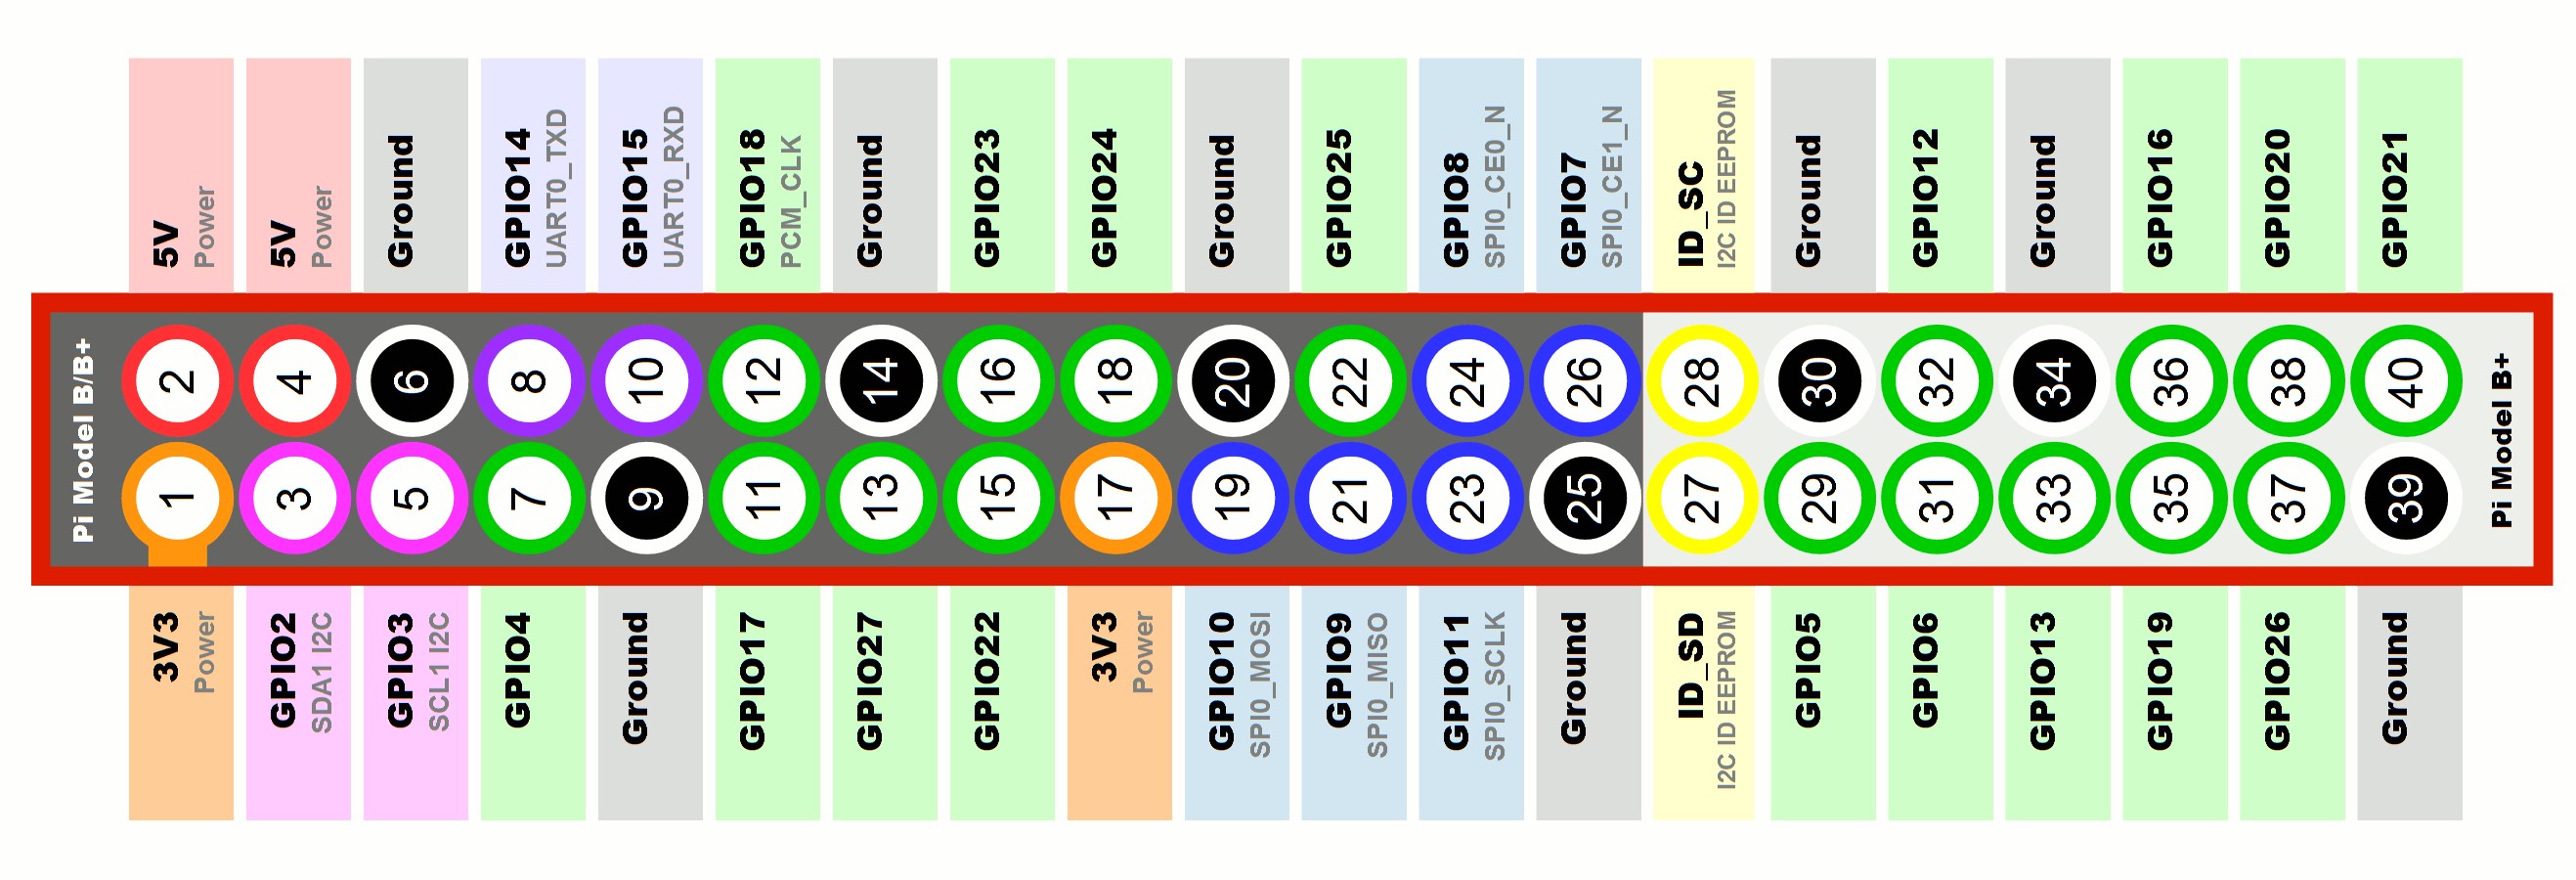 5V
Power
5V
Power
Ground
GPIO14
UART0_TXD
GPIO15
UART0_RXD
GPIO18
PCM_CLK
Ground
GPIO23
GPIO24
Ground
GPIO25
GPIO8
SPI0_CE0_N
GPIO7
SPI0_CE1_N
ID_SC
I2C ID EEPROM
Ground
GPIO12
Ground
GPIO16
GPIO20
GPIO21
Pi Model B/B+
2
4
6
8
10
12
14
16
18
20
22
24
26
28
30
32
34
36
38
40
1
3
5
7
9
11
13
15
17
19
21
23
25
27
29
31
33
35
37
39
Pi Model B+
3V3
Power
GPIO2
SDA1 I2C
GPIO3
SCL1 I2C
GPIO4
Ground
GPIO17
GPIO27
GPIO22
3V3
Power
GPIO10
SPI0_MOSI
GPIO9
SPI0_MISO
GPIO11
SPI0_SCLK
Ground
ID_SD
I2C ID EEPROM
GPIO5
GPIO6
GPIO13
GPIO19
GPIO26
Ground